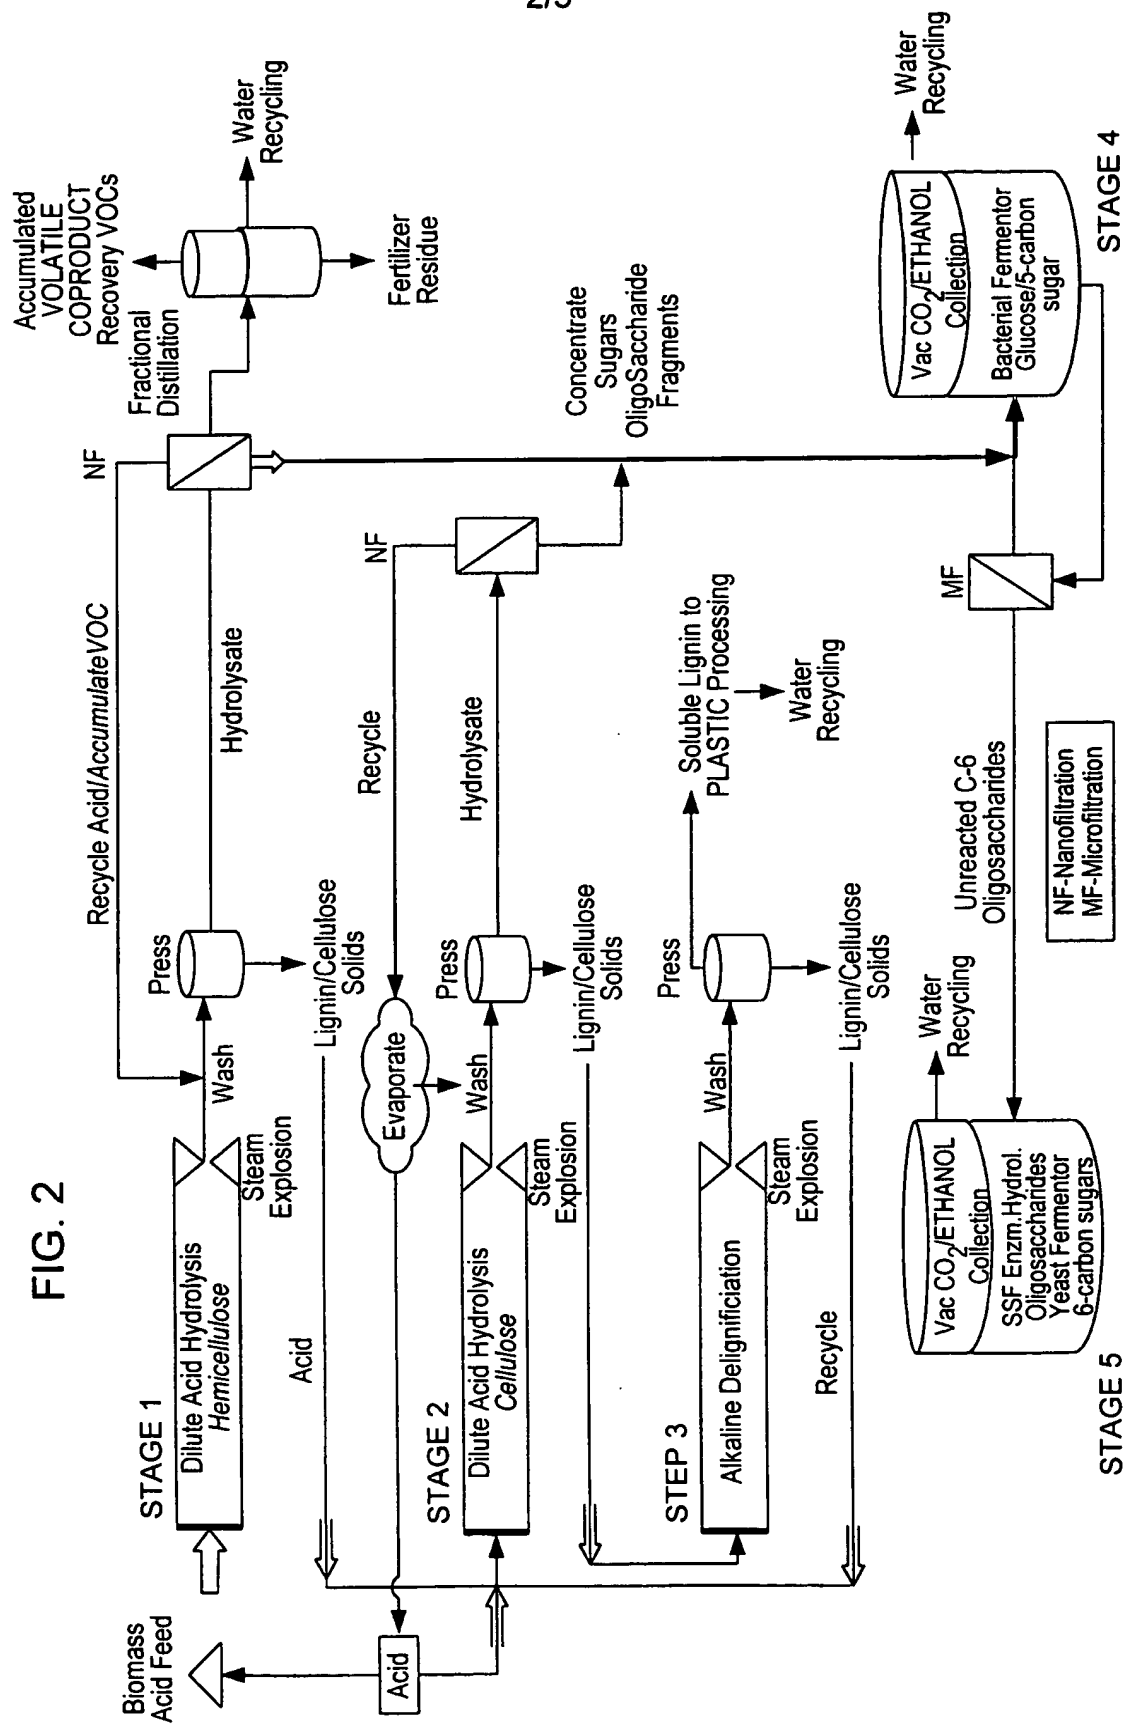 2/5
FIG. 2
Biomass
Acid Feed
Acid
STAGE 1
Dilute Acid Hydrolysis
Hemicellulose
Steam
Explosion
Wash
Press
Recycle Acid/AccumulateVOC
Hydrolysate
NF
Fractional
Distillation
Accumulated
VOLATILE
COPRODUCT
Recovery VOCs
Water
Recycling
Fertilizer
Residue
Lignin/Cellulose
Solids
Acid
STAGE 2
Dilute Acid Hydrolysis
Cellulose
Steam
Explosion
Evaporate
Wash
Press
Recycle
Hydrolysate
NF
Concentrate
Sugars
OligoSaccharide
Fragments
Lignin/Cellulose
Solids
STEP 3
Alkaline Delignificiation
Steam
Explosion
Wash
Press
Soluble Lignin to
PLASTIC Processing
Water
Recycling
Lignin/Cellulose
Solids
Recycle
Vac CO2/ETHANOL
Collection
Bacterial Fermentor
Glucose/5-carbon
sugar
Water
Recycling
STAGE 4
MF
Unreacted C-6
Oligosaccharides
Vac CO2/ETHANOL
Collection
SSF Enzm.Hydrol.
Oligosaccharides
Yeast Fermentor
6-carbon sugars
Water
Recycling
STAGE 5
NF-Nanofiltration
MF-Microfiltration